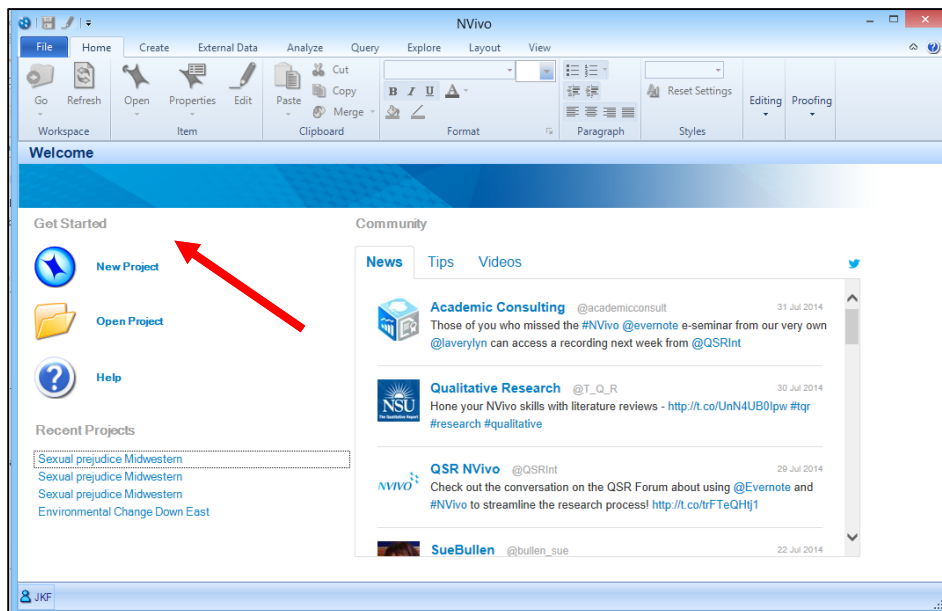 NVivo
File Home Create External Data Analyze Query Explore Layout View
Go Refresh Open Properties Edit Paste Cut Copy Merge B I U A Reset Settings Editing Proofing
Workspace Item Clipboard Format Paragraph Styles
Welcome
Get Started
New Project
Open Project
Help
Recent Projects
Sexual prejudice Midwestern
Sexual prejudice Midwestern
Sexual prejudice Midwestern
Environmental Change Down East
Community
News Tips Videos
Academic Consulting @academicconsult 31 Jul 2014
Those of you who missed the #NVivo @evernote e-seminar from our very own
@laverylyn can access a recording next week from @QSRInt
NSU
The Qualitative Report
Qualitative Research @T_Q_R 30 Jul 2014
Hone your NVivo skills with literature reviews - http://t.co/UnN4UB0Ipw #tqr
#research #qualitative
NVIVO
QSR NVivo @QSRInt 29 Jul 2014
Check out the conversation on the QSR Forum about using @Evernote and
#NVivo to streamline the research process! http://t.co/trFTeQHtj1
SueBullen @bullen_sue 22 Jul 2014
JKF